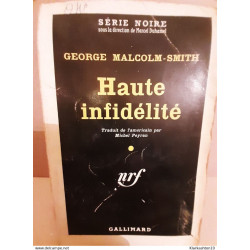 SÉRIE NOIRE
sous la direction de Marcel Duhamel
GEORGE MALCOLM-SMITH
Haute
infidélité
Traduit de l'américain par
Michel Peyran
nrf
GALLIMARD